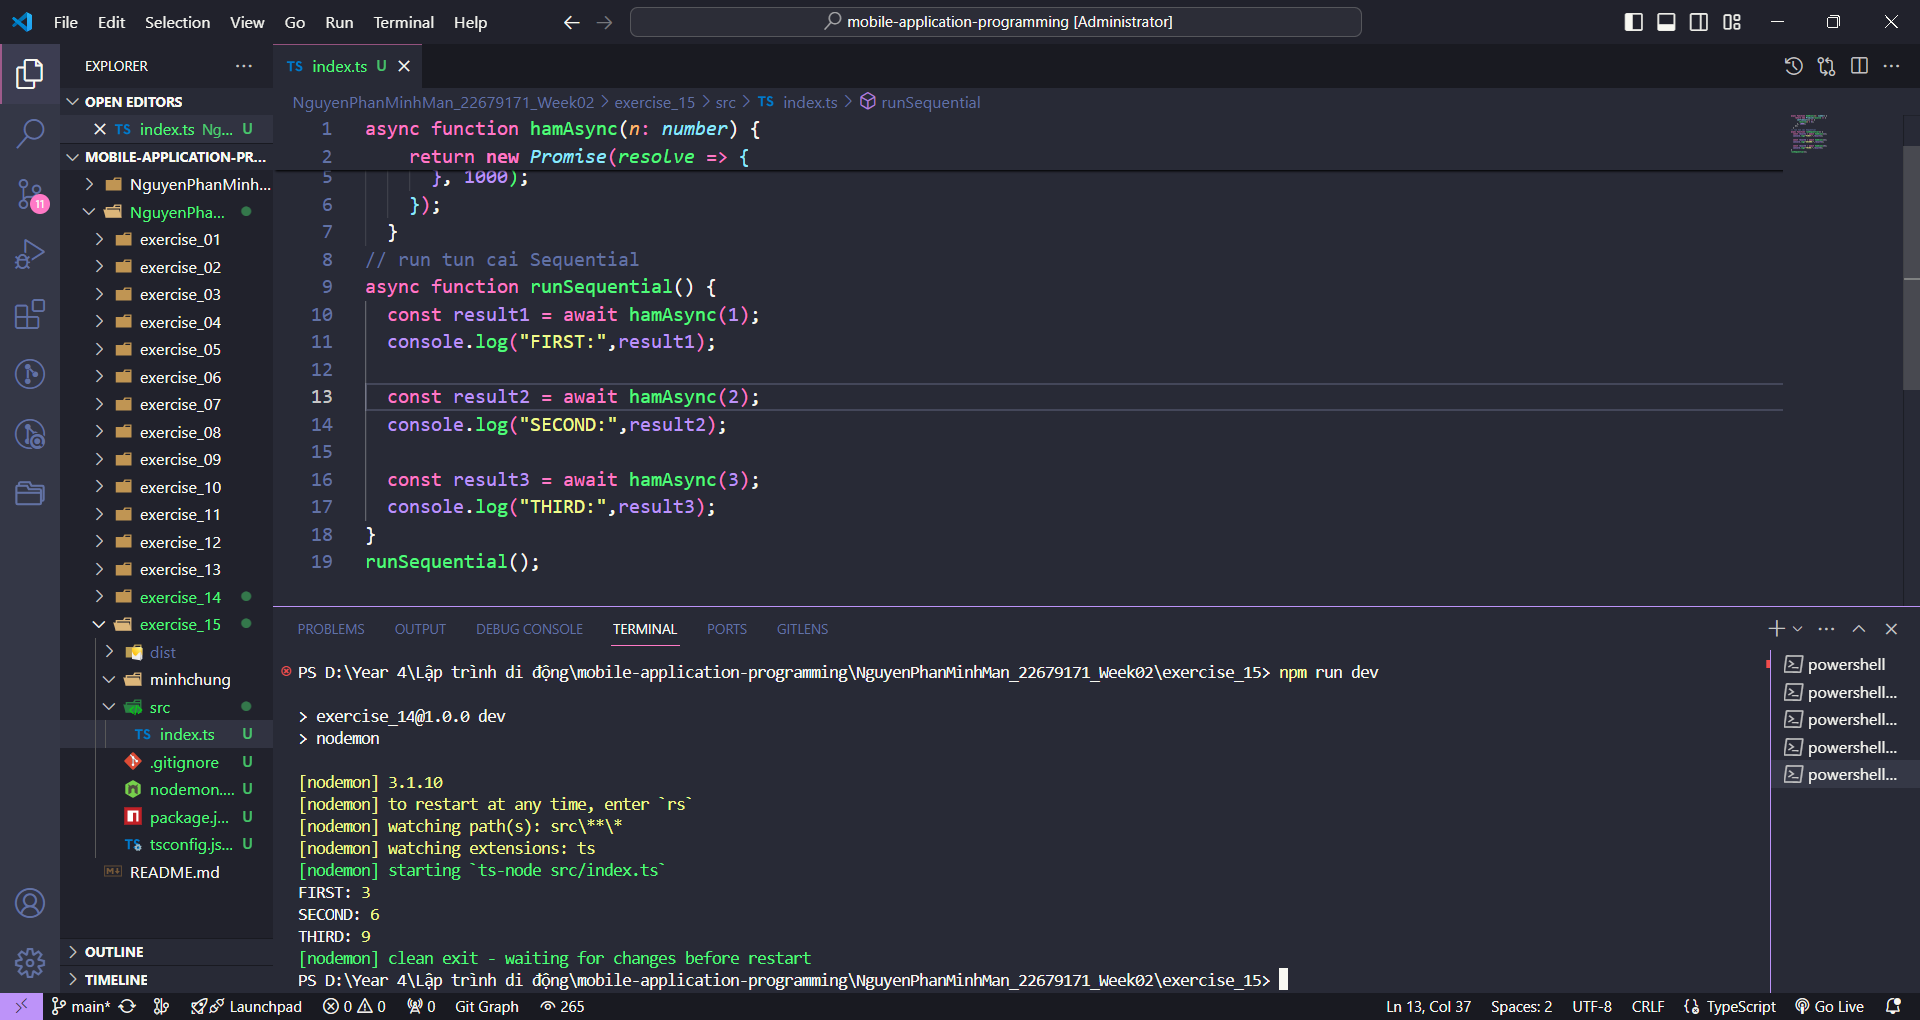 File Edit Selection View Go Run Terminal Help
mobile-application-programming [Administrator]
EXPLORER
OPEN EDITORS
TS index.ts Ng... U
MOBILE-APPLICATION-PR...
NguyenPhanMinh...
NguyenPha...
exercise_01
exercise_02
exercise_03
exercise_04
exercise_05
exercise_06
exercise_07
exercise_08
exercise_09
exercise_10
exercise_11
exercise_12
exercise_13
exercise_14
exercise_15
dist
minhchung
src
TS index.ts U
.gitignore U
nodemon.... U
package.j... U
TS tsconfig.js... U
README.md
OUTLINE
TIMELINE
11
TS index.ts U
NguyenPhanMinhMan_22679171_Week02 > exercise_15 > src > TS index.ts > runSequential
1 async function hamAsync(n: number) {
2 return new Promise(resolve => {
5 }, 1000);
6 });
7 }
8 // run tun cai Sequential
9 async function runSequential() {
10 const result1 = await hamAsync(1);
11 console.log("FIRST:",result1);
12
13 const result2 = await hamAsync(2);
14 console.log("SECOND:",result2);
15
16 const result3 = await hamAsync(3);
17 console.log("THIRD:",result3);
18 }
19 runSequential();
PROBLEMS OUTPUT DEBUG CONSOLE TERMINAL PORTS GITLENS
PS D:\Year 4\Lập trình di động\mobile-application-programming\NguyenPhanMinhMan_22679171_Week02\exercise_15> npm run dev
> exercise_14@1.0.0 dev
> nodemon
[nodemon] 3.1.10
[nodemon] to restart at any time, enter `rs`
[nodemon] watching path(s): src\**\*
[nodemon] watching extensions: ts
[nodemon] starting `ts-node src/index.ts`
FIRST: 3
SECOND: 6
THIRD: 9
[nodemon] clean exit - waiting for changes before restart
PS D:\Year 4\Lập trình di động\mobile-application-programming\NguyenPhanMinhMan_22679171_Week02\exercise_15>
powershell
powershell...
powershell...
powershell...
powershell...
main* Launchpad 0 0 0 Git Graph 265 Ln 13, Col 37 Spaces: 2 UTF-8 CRLF TypeScript Go Live